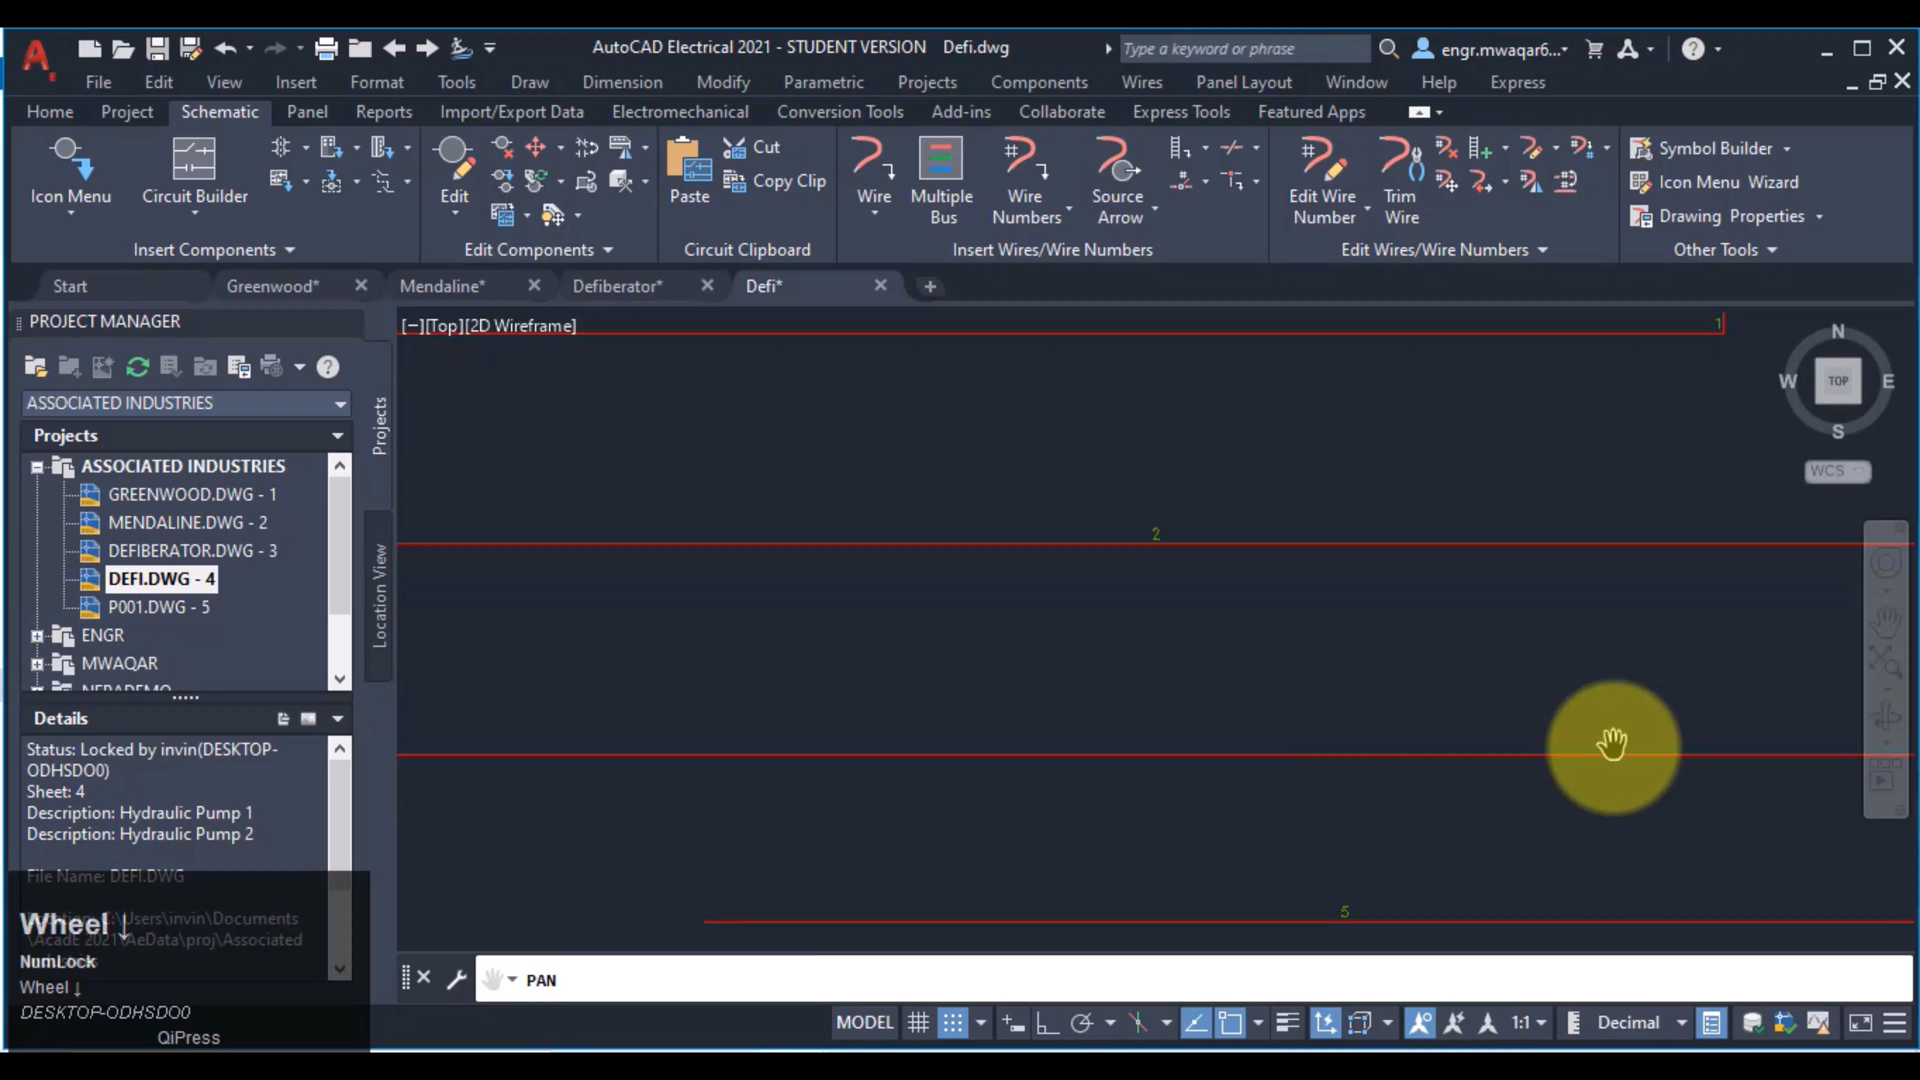 AutoCAD Electrical 2021 - STUDENT VERSION Defi.dwg
Type a keyword or phrase
engr.mwaqar6...
File Edit View Insert Format Tools Draw Dimension Modify Parametric Projects Components Wires Panel Layout Window Help Express
Home Project Schematic Panel Reports Import/Export Data Electromechanical Conversion Tools Add-ins Collaborate Express Tools Featured Apps
Icon Menu
Circuit Builder
Insert Components
Edit
Edit Components
Paste
Cut
Copy Clip
Circuit Clipboard
Wire
Multiple Bus
Wire Numbers
Source Arrow
Insert Wires/Wire Numbers
Edit Wire Number
Trim Wire
Edit Wires/Wire Numbers
Symbol Builder
Icon Menu Wizard
Drawing Properties
Other Tools
Start Greenwood* Mendaline* Defiberator* Defi*
PROJECT MANAGER
ASSOCIATED INDUSTRIES
Projects
ASSOCIATED INDUSTRIES
GREENWOOD.DWG - 1
MENDALINE.DWG - 2
DEFIBERATOR.DWG - 3
DEFI.DWG - 4
P001.DWG - 5
ENGR
MWAQAR
Projects
Location View
Details
Status: Locked by invin(DESKTOP-
ODHSDO0)
Sheet: 4
Description: Hydraulic Pump 1
Description: Hydraulic Pump 2
File Name: DEFI.DWG
C:\Users\invin\Documents
\AcadE 2021\AeData\proj\Associated
Wheel ↓
NumLock
Wheel ↓
DESKTOP-ODHSDO0
QiPress
[−][Top][2D Wireframe]
1
2
5
N
W TOP E
S
WCS
PAN
MODEL 1:1 Decimal